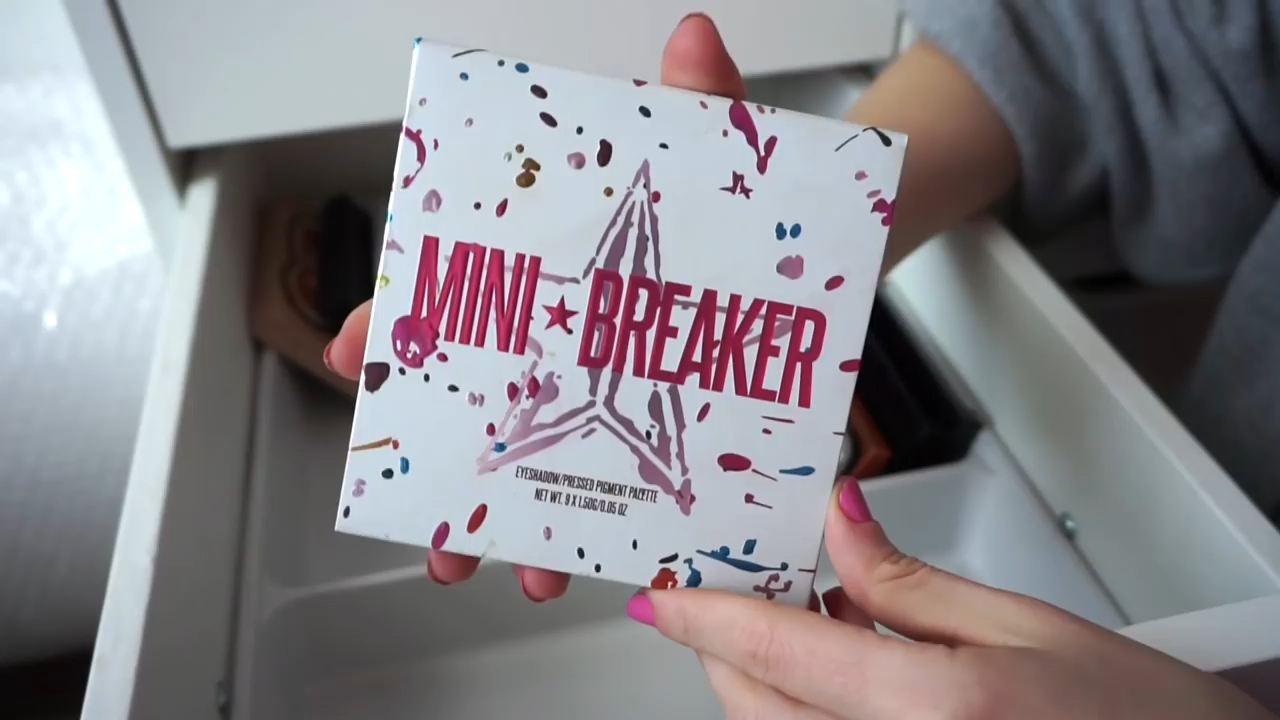 MINI★BREAKER
EYESHADOW/PRESSED PIGMENT PALETTE
NET WT. 9 X 1.50G/0.05 OZ